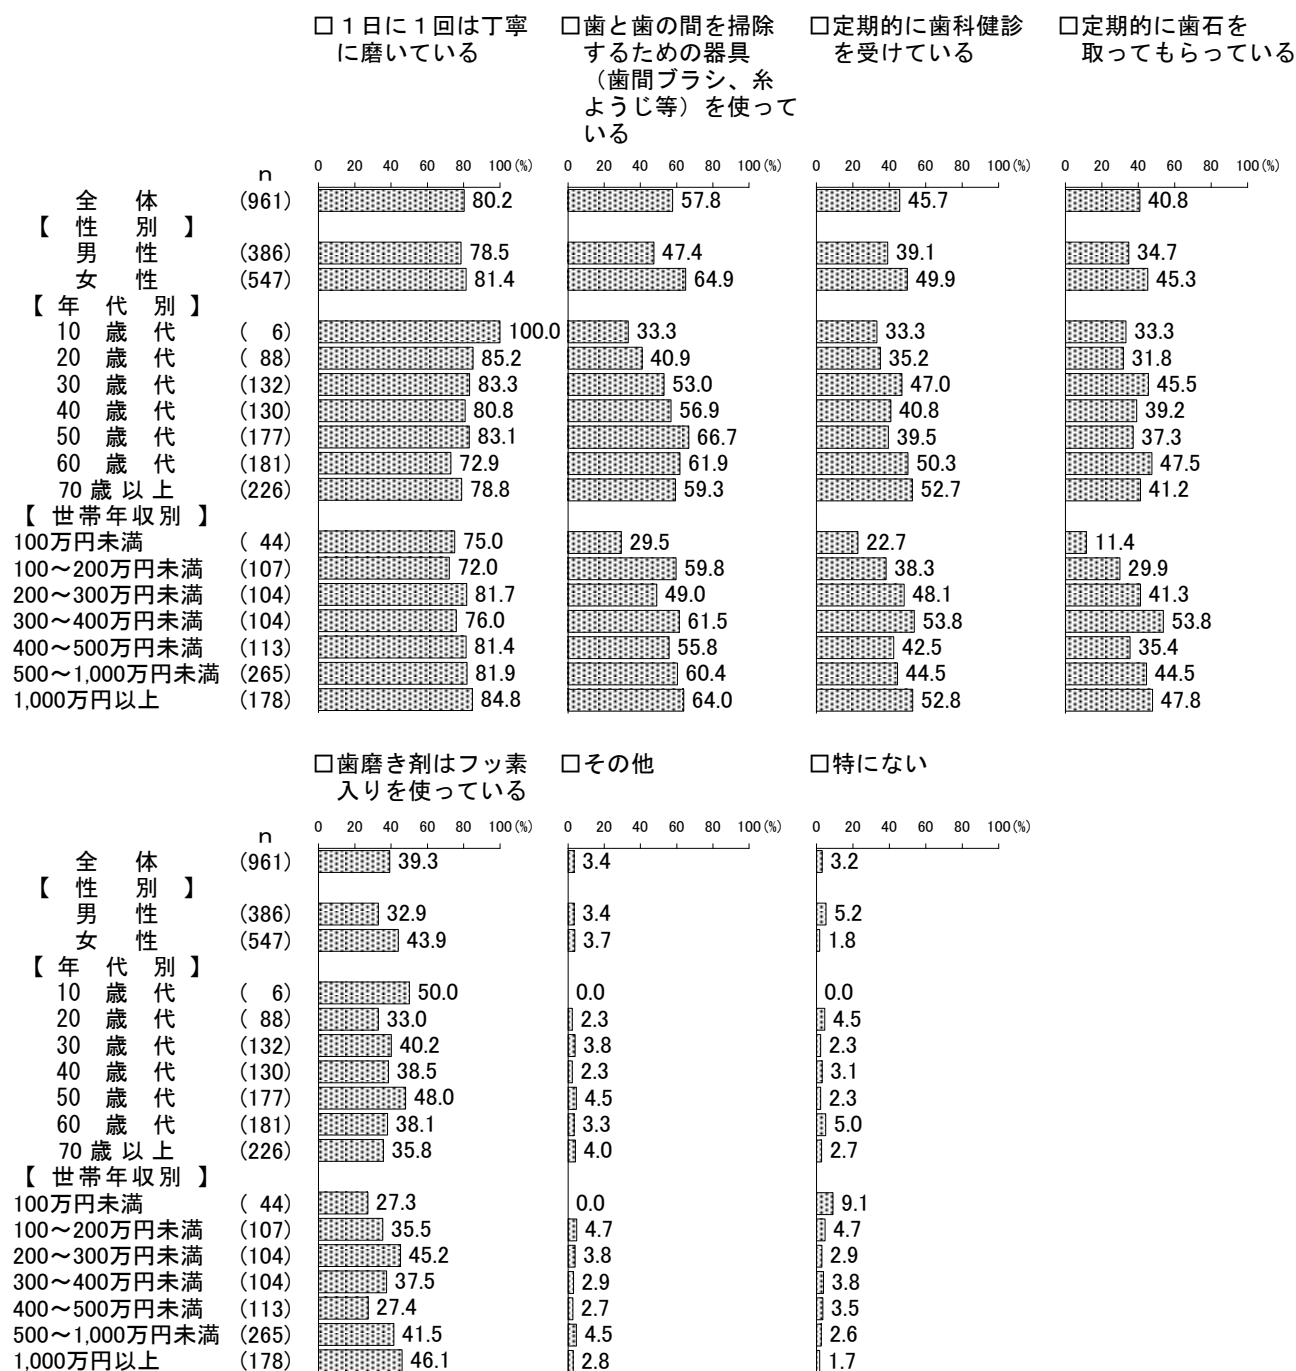 □１日に１回は丁寧 □歯と歯の間を掃除 □定期的に歯科健診 □定期的に歯石を
に磨いている するための器具 を受けている 取ってもらっている
（歯間ブラシ、糸
ようじ等）を使って
いる
n 0 20 40 60 80 100(%) 0 20 40 60 80 100(%) 0 20 40 60 80 100(%) 0 20 40 60 80 100(%)
全　体 (961) 80.2 57.8 45.7 40.8
【 性　別 】
男　性 (386) 78.5 47.4 39.1 34.7
女　性 (547) 81.4 64.9 49.9 45.3
【 年　代　別 】
10　歳　代 ( 6) 100.0 33.3 33.3 33.3
20　歳　代 ( 88) 85.2 40.9 35.2 31.8
30　歳　代 (132) 83.3 53.0 47.0 45.5
40　歳　代 (130) 80.8 56.9 40.8 39.2
50　歳　代 (177) 83.1 66.7 39.5 37.3
60　歳　代 (181) 72.9 61.9 50.3 47.5
70 歳 以 上 (226) 78.8 59.3 52.7 41.2
【 世帯年収別 】
100万円未満 ( 44) 75.0 29.5 22.7 11.4
100～200万円未満 (107) 72.0 59.8 38.3 29.9
200～300万円未満 (104) 81.7 49.0 48.1 41.3
300～400万円未満 (104) 76.0 61.5 53.8 53.8
400～500万円未満 (113) 81.4 55.8 42.5 35.4
500～1,000万円未満 (265) 81.9 60.4 44.5 44.5
1,000万円以上 (178) 84.8 64.0 52.8 47.8
□歯磨き剤はフッ素 □その他 □特にない
入りを使っている
n 0 20 40 60 80 100(%) 0 20 40 60 80 100(%) 0 20 40 60 80 100(%)
全　体 (961) 39.3 3.4 3.2
【 性　別 】
男　性 (386) 32.9 3.4 5.2
女　性 (547) 43.9 3.7 1.8
【 年　代　別 】
10　歳　代 ( 6) 50.0 0.0 0.0
20　歳　代 ( 88) 33.0 2.3 4.5
30　歳　代 (132) 40.2 3.8 2.3
40　歳　代 (130) 38.5 2.3 3.1
50　歳　代 (177) 48.0 4.5 2.3
60　歳　代 (181) 38.1 3.3 5.0
70 歳 以 上 (226) 35.8 4.0 2.7
【 世帯年収別 】
100万円未満 ( 44) 27.3 0.0 9.1
100～200万円未満 (107) 35.5 4.7 4.7
200～300万円未満 (104) 45.2 3.8 2.9
300～400万円未満 (104) 37.5 2.9 3.8
400～500万円未満 (113) 27.4 2.7 3.5
500～1,000万円未満 (265) 41.5 4.5 2.6
1,000万円以上 (178) 46.1 2.8 1.7